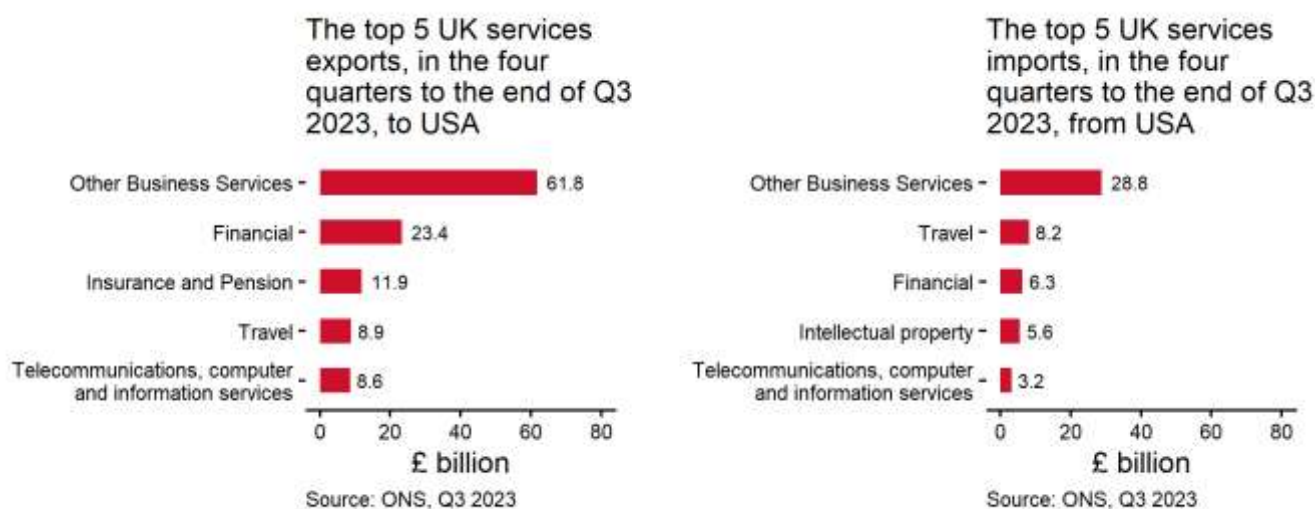 The top 5 UK services
exports, in the four
quarters to the end of Q3
2023, to USA
Other Business Services
61.8
Financial
23.4
Insurance and Pension
11.9
Travel
8.9
Telecommunications, computer
and information services
8.6
0 20 40 60 80
£ billion
Source: ONS, Q3 2023
The top 5 UK services
imports, in the four
quarters to the end of Q3
2023, from USA
Other Business Services
28.8
Travel
8.2
Financial
6.3
Intellectual property
5.6
Telecommunications, computer
and information services
3.2
0 20 40 60 80
£ billion
Source: ONS, Q3 2023